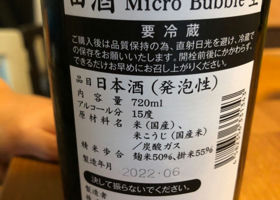 田酒 Micro Bubble
要冷蔵
ご購入後は品質保持の為、直射日光を避け、冷蔵で
の保存をお願いします。開栓前後にかかわらず、
できるだけお早めにお召し上がりください。
品目 日本酒(発泡性)
内容量 720ml
アルコール分 15度
原材料名 米(国産)、
米こうじ(国産米)
/炭酸ガス
精米歩合 麹米50%、掛米55%
製造年月 2022・06
決して振らないでください。
製造者